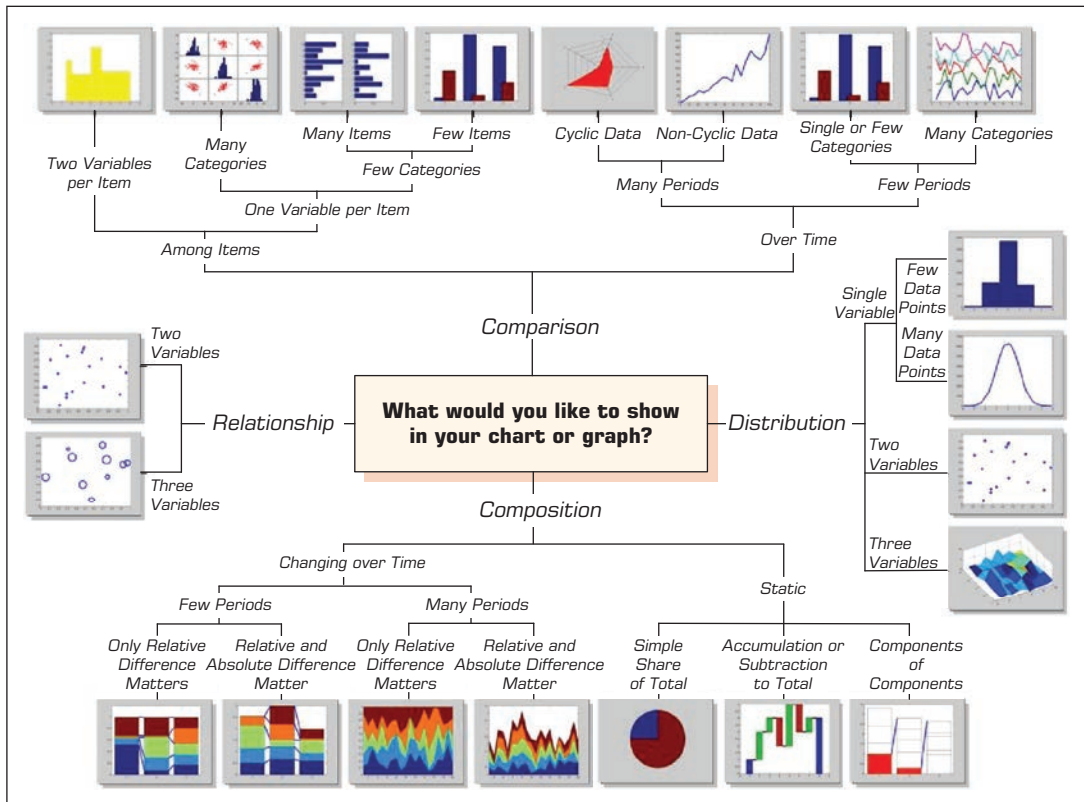 Two Variables
per Item
Many
Categories
Many Items
Few Items
Few Categories
One Variable per Item
Among Items
Cyclic Data
Non-Cyclic Data
Many Periods
Single or Few
Categories
Many Categories
Few Periods
Over Time
Comparison
What would you like to show
in your chart or graph?
Relationship
Two
Variables
Three
Variables
Distribution
Single
Variable
Few
Data
Points
Many
Data
Points
Two
Variables
Three
Variables
Composition
Changing over Time
Few Periods
Many Periods
Only Relative
Difference
Matters
Relative and
Absolute Difference
Matter
Only Relative
Difference
Matters
Relative and
Absolute Difference
Matter
Static
Simple
Share
of Total
Accumulation or
Subtraction
to Total
Components
of
Components